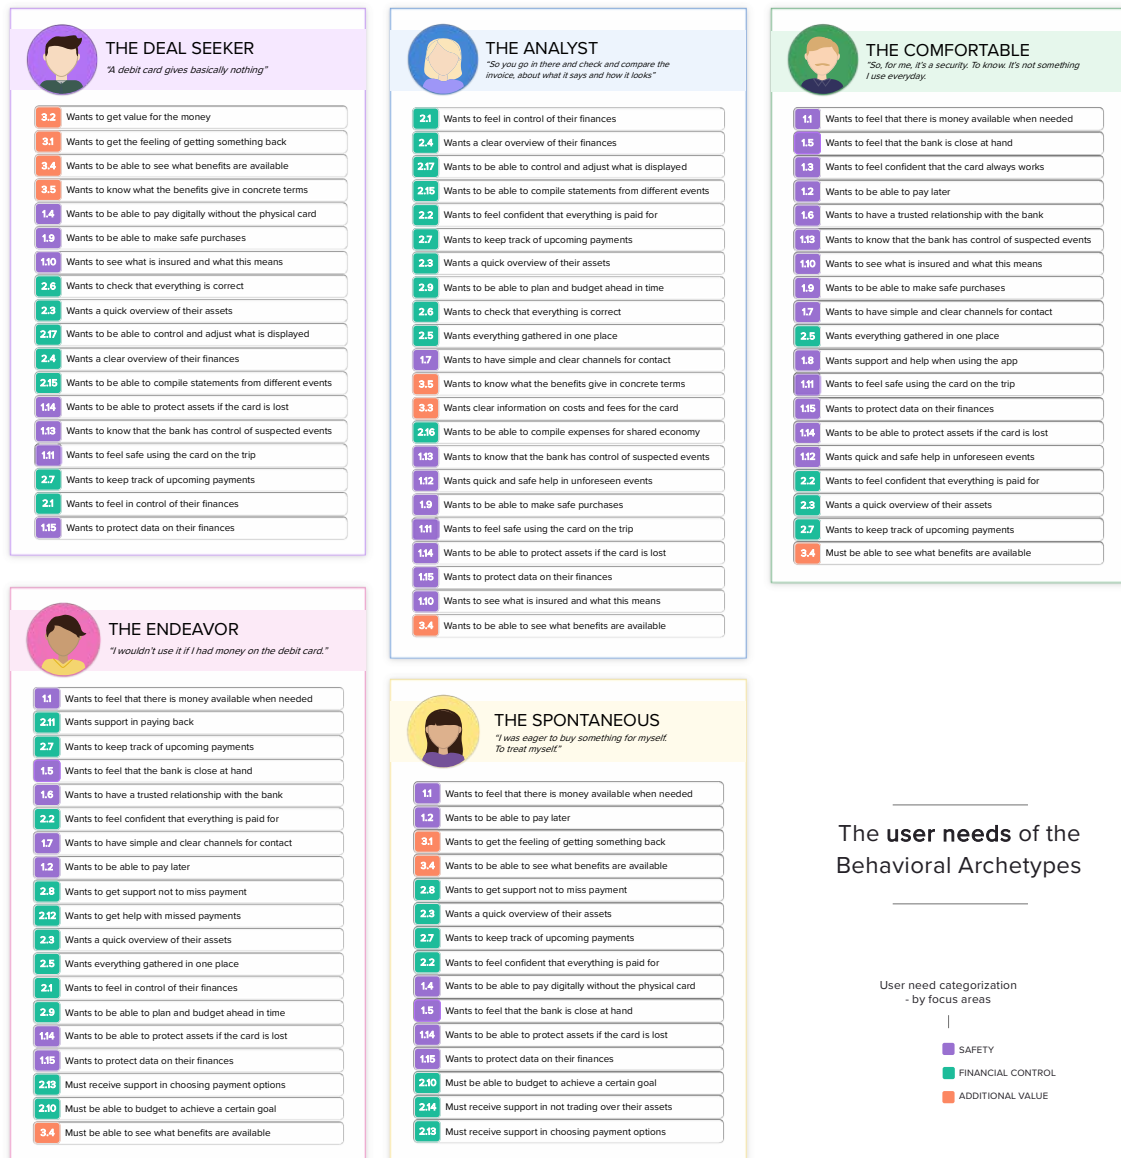 THE DEAL SEEKER
"A debit card gives basically nothing"
3.2 Wants to get value for the money
3.1 Wants to get the feeling of getting something back
3.4 Wants to be able to see what benefits are available
3.5 Wants to know what the benefits give in concrete terms
1.4 Wants to be able to pay digitally without the physical card
1.9 Wants to be able to make safe purchases
1.10 Wants to see what is insured and what this means
2.6 Wants to check that everything is correct
2.3 Wants a quick overview of their assets
2.17 Wants to be able to control and adjust what is displayed
2.4 Wants a clear overview of their finances
2.15 Wants to be able to compile statements from different events
1.14 Wants to be able to protect assets if the card is lost
1.13 Wants to know that the bank has control of suspected events
1.11 Wants to feel safe using the card on the trip
2.7 Wants to keep track of upcoming payments
2.1 Wants to feel in control of their finances
1.15 Wants to protect data on their finances
THE ANALYST
"So you go in there and check and compare the
invoice, about what it says and how it looks"
2.1 Wants to feel in control of their finances
2.4 Wants a clear overview of their finances
2.17 Wants to be able to control and adjust what is displayed
2.15 Wants to be able to compile statements from different events
2.2 Wants to feel confident that everything is paid for
2.7 Wants to keep track of upcoming payments
2.3 Wants a quick overview of their assets
2.9 Wants to be able to plan and budget ahead in time
2.6 Wants to check that everything is correct
2.5 Wants everything gathered in one place
1.7 Wants to have simple and clear channels for contact
3.5 Wants to know what the benefits give in concrete terms
3.3 Wants clear information on costs and fees for the card
2.16 Wants to be able to compile expenses for shared economy
1.13 Wants to know that the bank has control of suspected events
1.12 Wants quick and safe help in unforeseen events
1.9 Wants to be able to make safe purchases
1.11 Wants to feel safe using the card on the trip
1.14 Wants to be able to protect assets if the card is lost
1.15 Wants to protect data on their finances
1.10 Wants to see what is insured and what this means
3.4 Wants to be able to see what benefits are available
THE COMFORTABLE
"So, for me, it's a security. To know. It's not something
I use everyday.
1.1 Wants to feel that there is money available when needed
1.5 Wants to feel that the bank is close at hand
1.3 Wants to feel confident that the card always works
1.2 Wants to be able to pay later
1.6 Wants to have a trusted relationship with the bank
1.13 Wants to know that the bank has control of suspected events
1.10 Wants to see what is insured and what this means
1.9 Wants to be able to make safe purchases
1.7 Wants to have simple and clear channels for contact
2.5 Wants everything gathered in one place
1.8 Wants support and help when using the app
1.11 Wants to feel safe using the card on the trip
1.15 Wants to protect data on their finances
1.14 Wants to be able to protect assets if the card is lost
1.12 Wants quick and safe help in unforeseen events
2.2 Wants to feel confident that everything is paid for
2.3 Wants a quick overview of their assets
2.7 Wants to keep track of upcoming payments
3.4 Must be able to see what benefits are available
THE ENDEAVOR
"I wouldn't use it if I had money on the debit card."
1.1 Wants to feel that there is money available when needed
2.11 Wants support in paying back
2.7 Wants to keep track of upcoming payments
1.5 Wants to feel that the bank is close at hand
1.6 Wants to have a trusted relationship with the bank
2.2 Wants to feel confident that everything is paid for
1.7 Wants to have simple and clear channels for contact
1.2 Wants to be able to pay later
2.8 Wants to get support not to miss payment
2.12 Wants to get help with missed payments
2.3 Wants a quick overview of their assets
2.5 Wants everything gathered in one place
2.1 Wants to feel in control of their finances
2.9 Wants to be able to plan and budget ahead in time
1.14 Wants to be able to protect assets if the card is lost
1.15 Wants to protect data on their finances
2.13 Must receive support in choosing payment options
2.10 Must be able to budget to achieve a certain goal
3.4 Must be able to see what benefits are available
THE SPONTANEOUS
"I was eager to buy something for myself.
To treat myself."
1.1 Wants to feel that there is money available when needed
1.2 Wants to be able to pay later
3.1 Wants to get the feeling of getting something back
3.4 Wants to be able to see what benefits are available
2.8 Wants to get support not to miss payment
2.3 Wants a quick overview of their assets
2.7 Wants to keep track of upcoming payments
2.2 Wants to feel confident that everything is paid for
1.4 Wants to be able to pay digitally without the physical card
1.5 Wants to feel that the bank is close at hand
1.14 Wants to be able to protect assets if the card is lost
1.15 Wants to protect data on their finances
2.10 Must be able to budget to achieve a certain goal
2.14 Must receive support in not trading over their assets
2.13 Must receive support in choosing payment options
The user needs of the
Behavioral Archetypes
User need categorization
- by focus areas
SAFETY
FINANCIAL CONTROL
ADDITIONAL VALUE